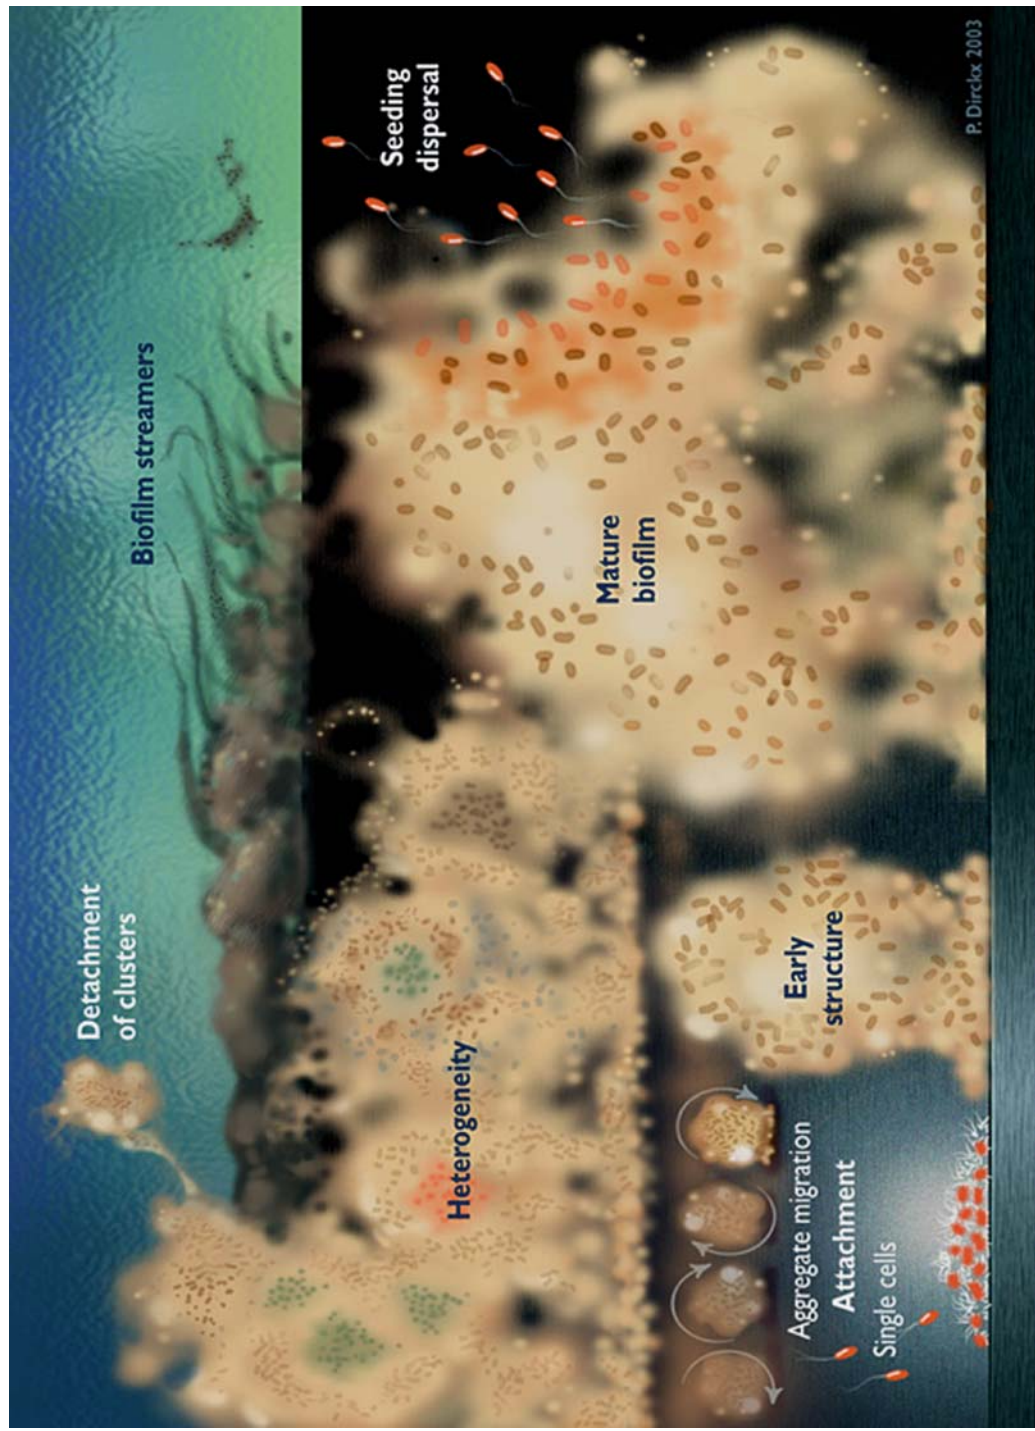 Detachment
of clusters
Biofilm streamers
Seeding
dispersal
Heterogeneity
Mature
biofilm
Early
structure
Aggregate migration
Attachment
Single cells
P. Dirckx 2003